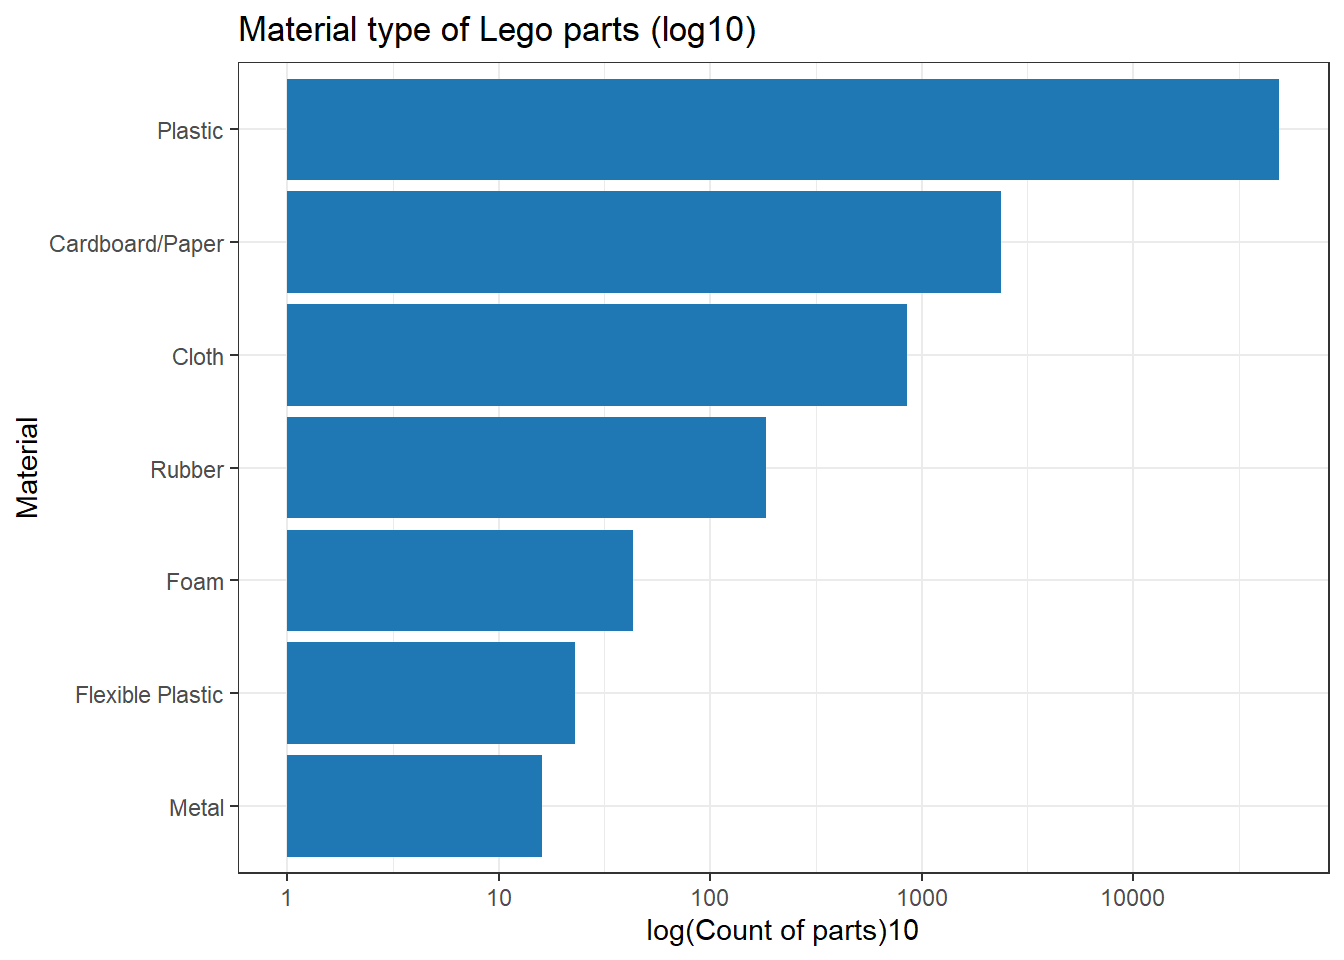 Material type of Lego parts (log10)
Material
Plastic
Cardboard/Paper
Cloth
Rubber
Foam
Flexible Plastic
Metal
1 10 100 1000 10000
log(Count of parts)10